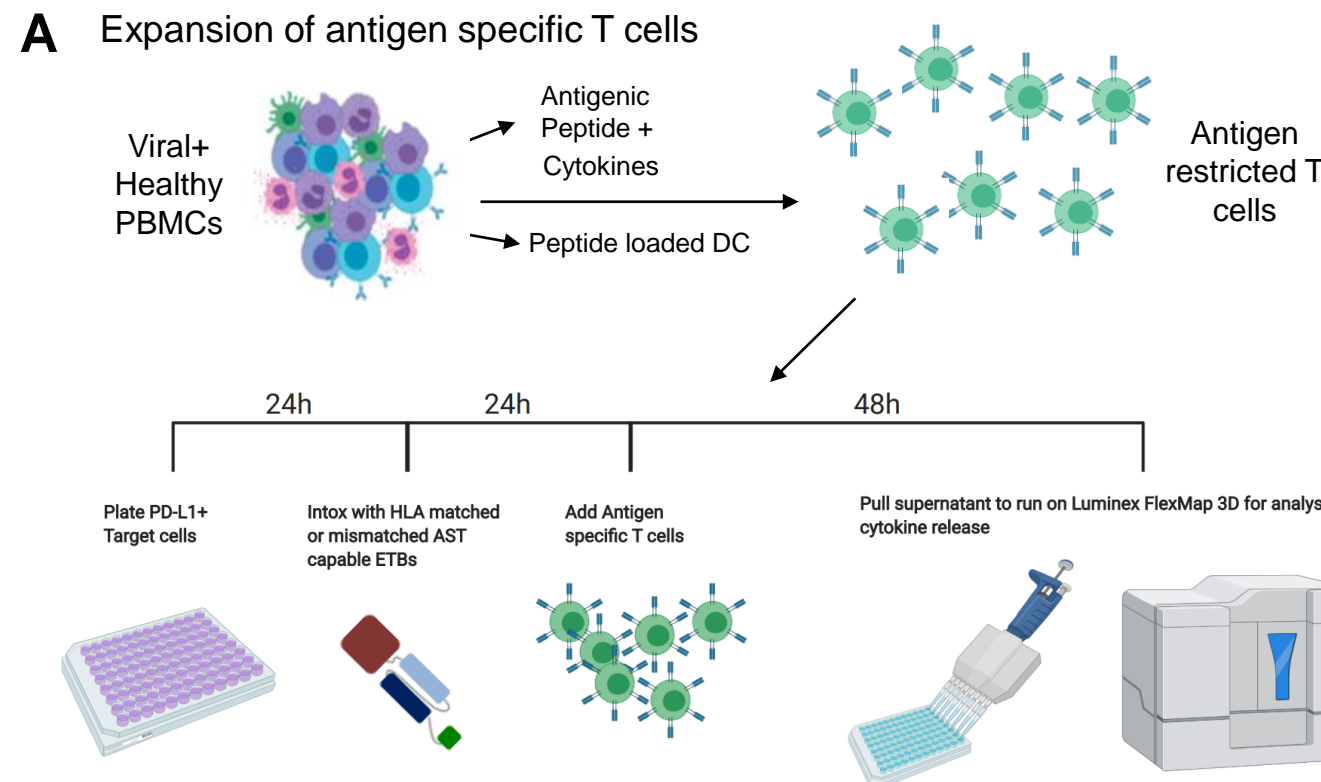 A
Expansion of antigen specific T cells
Viral+
Healthy
PBMCs
Antigenic
Peptide +
Cytokines
Peptide loaded DC
Antigen
restricted T
cells
24h
24h
48h
Plate PD-L1+
Target cells
Intox with HLA matched
or mismatched AST
capable ETBs
Add Antigen
specific T cells
Pull supernatant to run on Luminex FlexMap 3D for analys
cytokine release